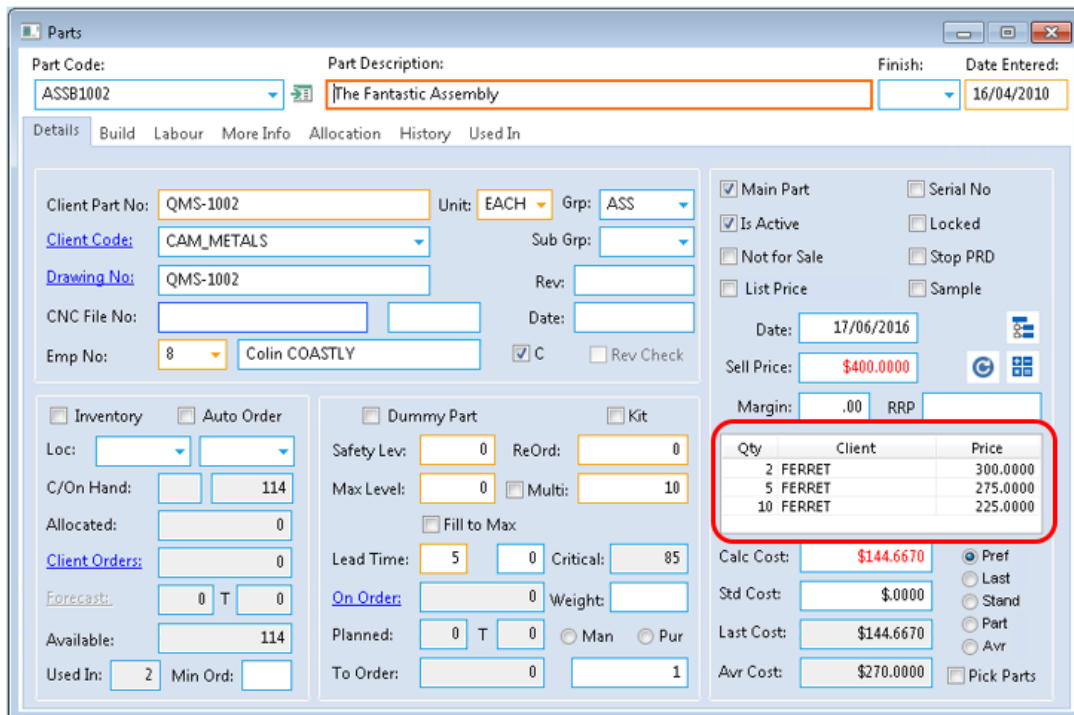 Parts
Part Code: Part Description: Finish: Date Entered:
ASSB1002 The Fantastic Assembly 16/04/2010
Details Build Labour More Info Allocation History Used In
Client Part No: QMS-1002 Unit: EACH Grp: ASS
Client Code: CAM_METALS Sub Grp:
Drawing No: QMS-1002 Rev:
CNC File No: Date:
Emp No: 8 Colin COASTLY C Rev Check
Main Part Serial No
Is Active Locked
Not for Sale Stop PRD
List Price Sample
Date: 17/06/2016
Sell Price: $400.0000
Margin: .00 RRP
Qty Client Price
2 FERRET 300.0000
5 FERRET 275.0000
10 FERRET 225.0000
Inventory Auto Order
Loc:
C/On Hand: 114
Allocated: 0
Client Orders: 0
Forecast: 0 T 0
Available: 114
Used In: 2 Min Ord:
Dummy Part Kit
Safety Lev: 0 ReOrd: 0
Max Level: 0 Multi: 10
Fill to Max
Lead Time: 5 0 Critical: 85
On Order: 0 Weight:
Planned: 0 T 0 Man Pur
To Order: 0 1
Calc Cost: $144.6670 Pref
Last
Std Cost: $.0000 Stand
Part
Last Cost: $144.6670 Avr
Avr Cost: $270.0000 Pick Parts